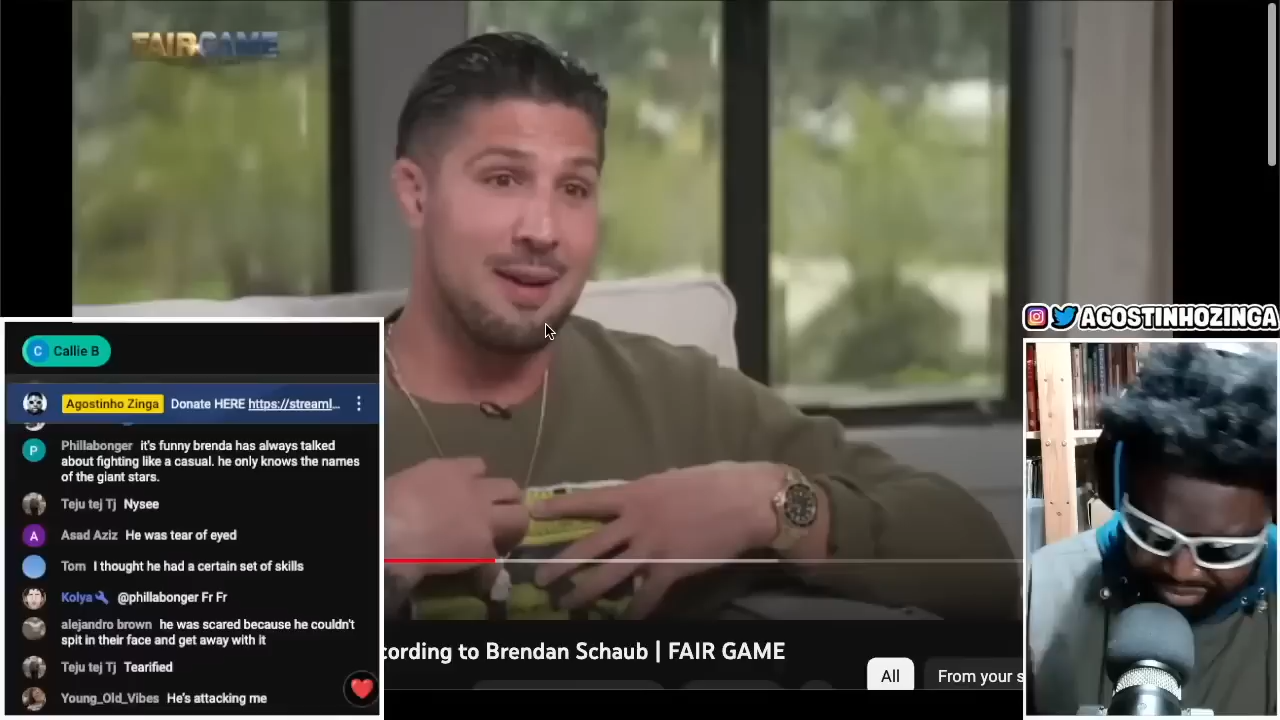 FAIR GAME
C Callie B
Agostinho Zinga Donate HERE https://streaml...
P
Phillabonger it's funny brenda has always talked
about fighting like a casual. he only knows the names
of the giant stars.
Teju tej Tj Nysee
A Asad Aziz He was tear of eyed
Tom I thought he had a certain set of skills
Kolya @phillabonger Fr Fr
alejandro brown he was scared because he couldn't
spit in their face and get away with it
Teju tej Tj Tearified
Young_Old_Vibes He's attacking me
AGOSTINHOZINGA
cording to Brendan Schaub | FAIR GAME
All
From your s